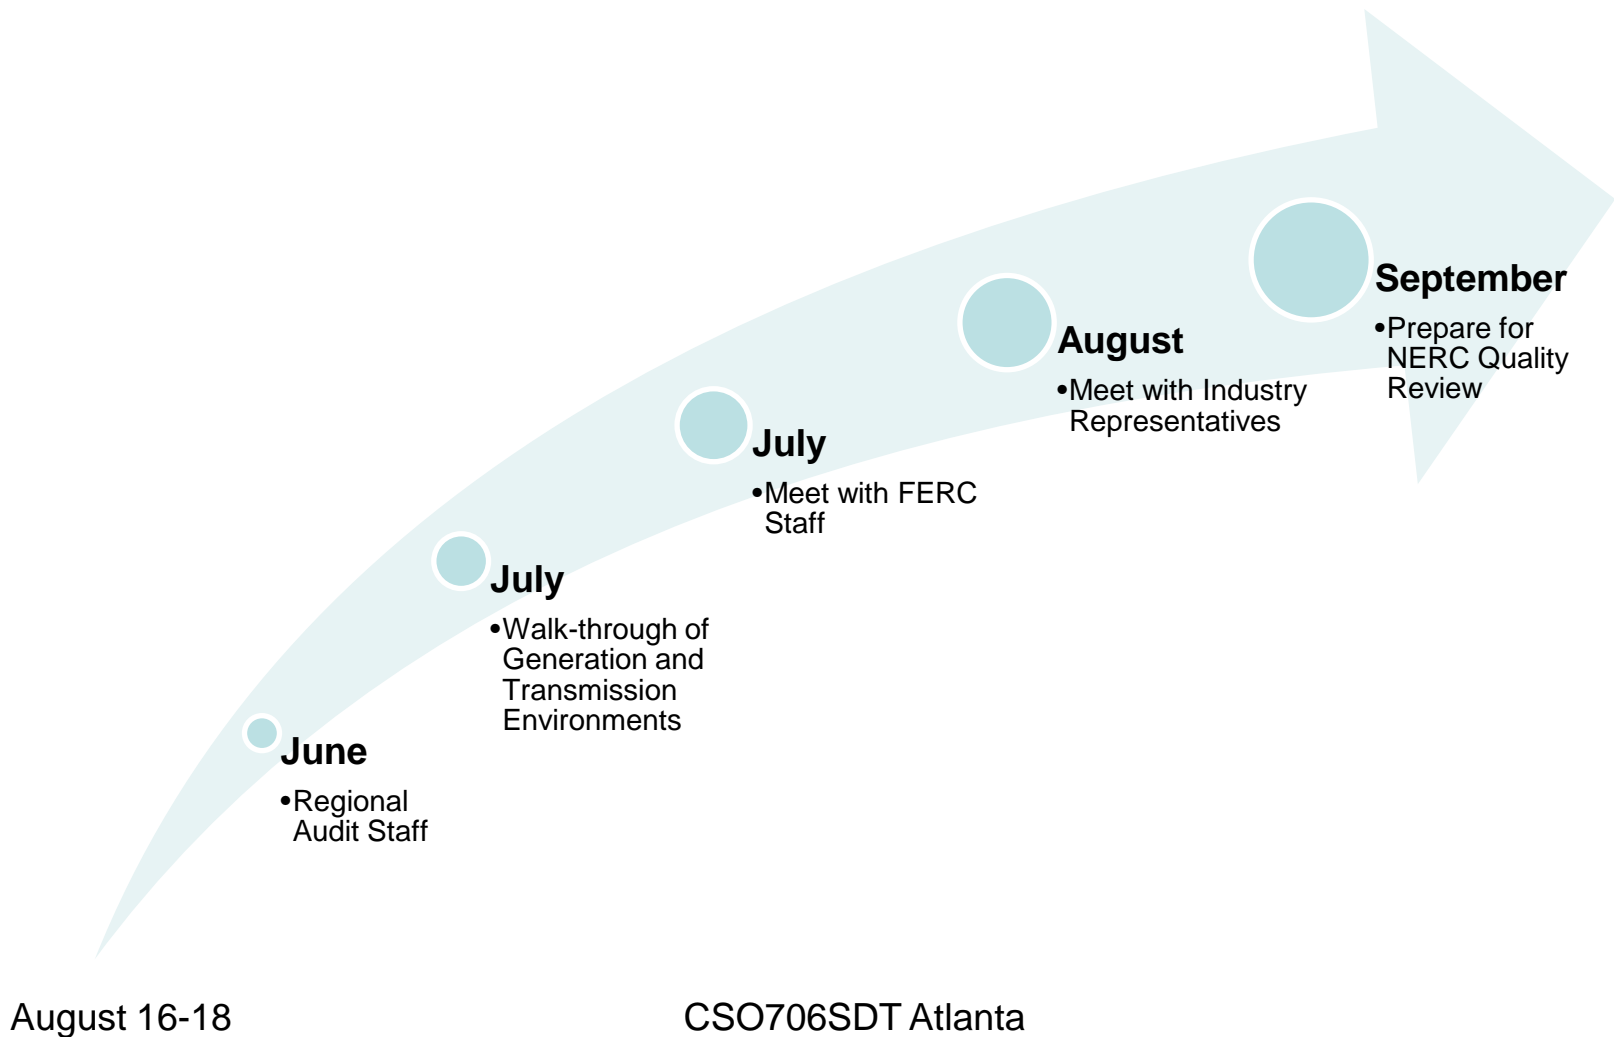 June
•Regional
Audit Staff
July
•Walk-through of
Generation and
Transmission
Environments
July
•Meet with FERC
Staff
August
•Meet with Industry
Representatives
September
•Prepare for
NERC Quality
Review
August 16-18
CSO706SDT Atlanta